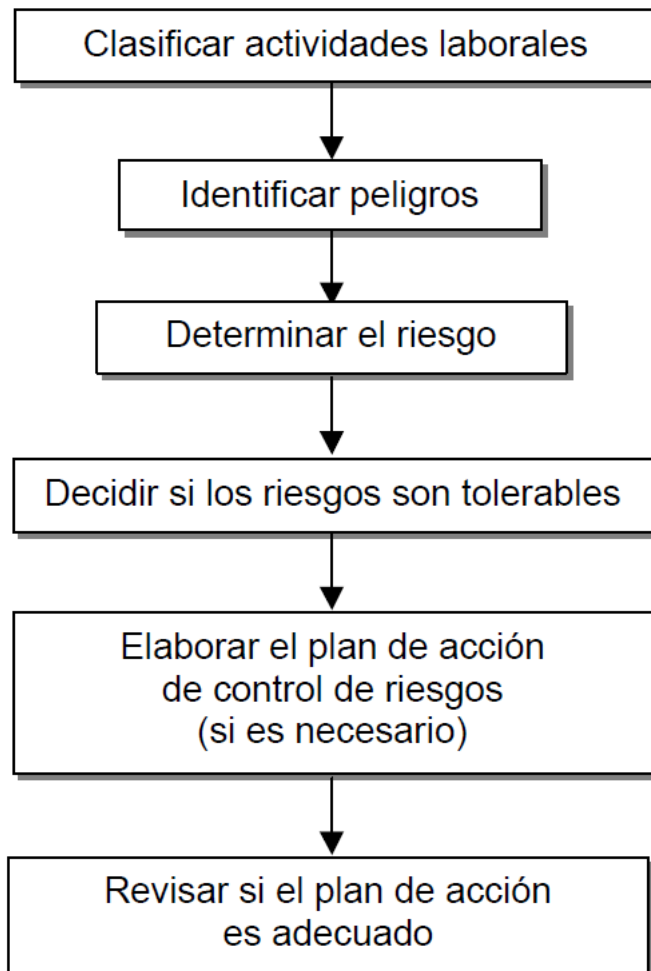 Clasificar actividades laborales
Identificar peligros
Determinar el riesgo
Decidir si los riesgos son tolerables
Elaborar el plan de acción
de control de riesgos
(si es necesario)
Revisar si el plan de acción
es adecuado